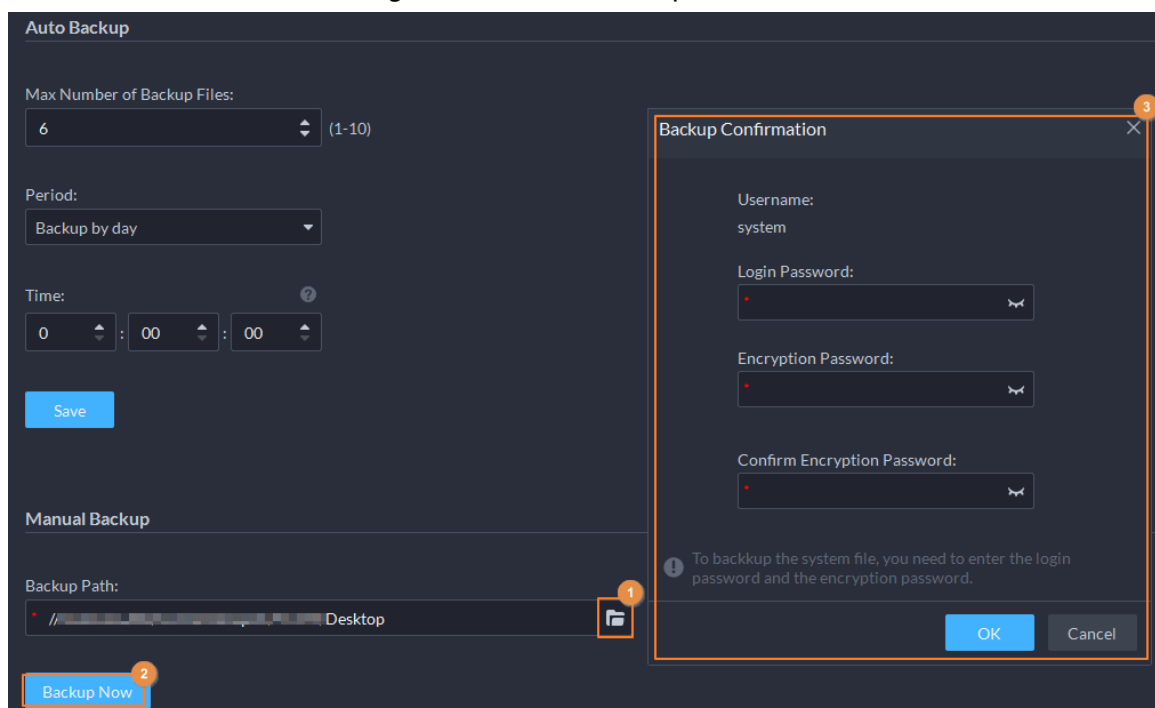 Auto Backup
Max Number of Backup Files:
6 (1-10)
Period:
Backup by day
Time:
0 : 00 : 00
Save
Manual Backup
Backup Path:
* // Desktop
1
Backup Now
2
3
Backup Confirmation
Username:
system
Login Password:
*
Encryption Password:
*
Confirm Encryption Password:
*
To backkup the system file, you need to enter the login
password and the encryption password.
OK Cancel